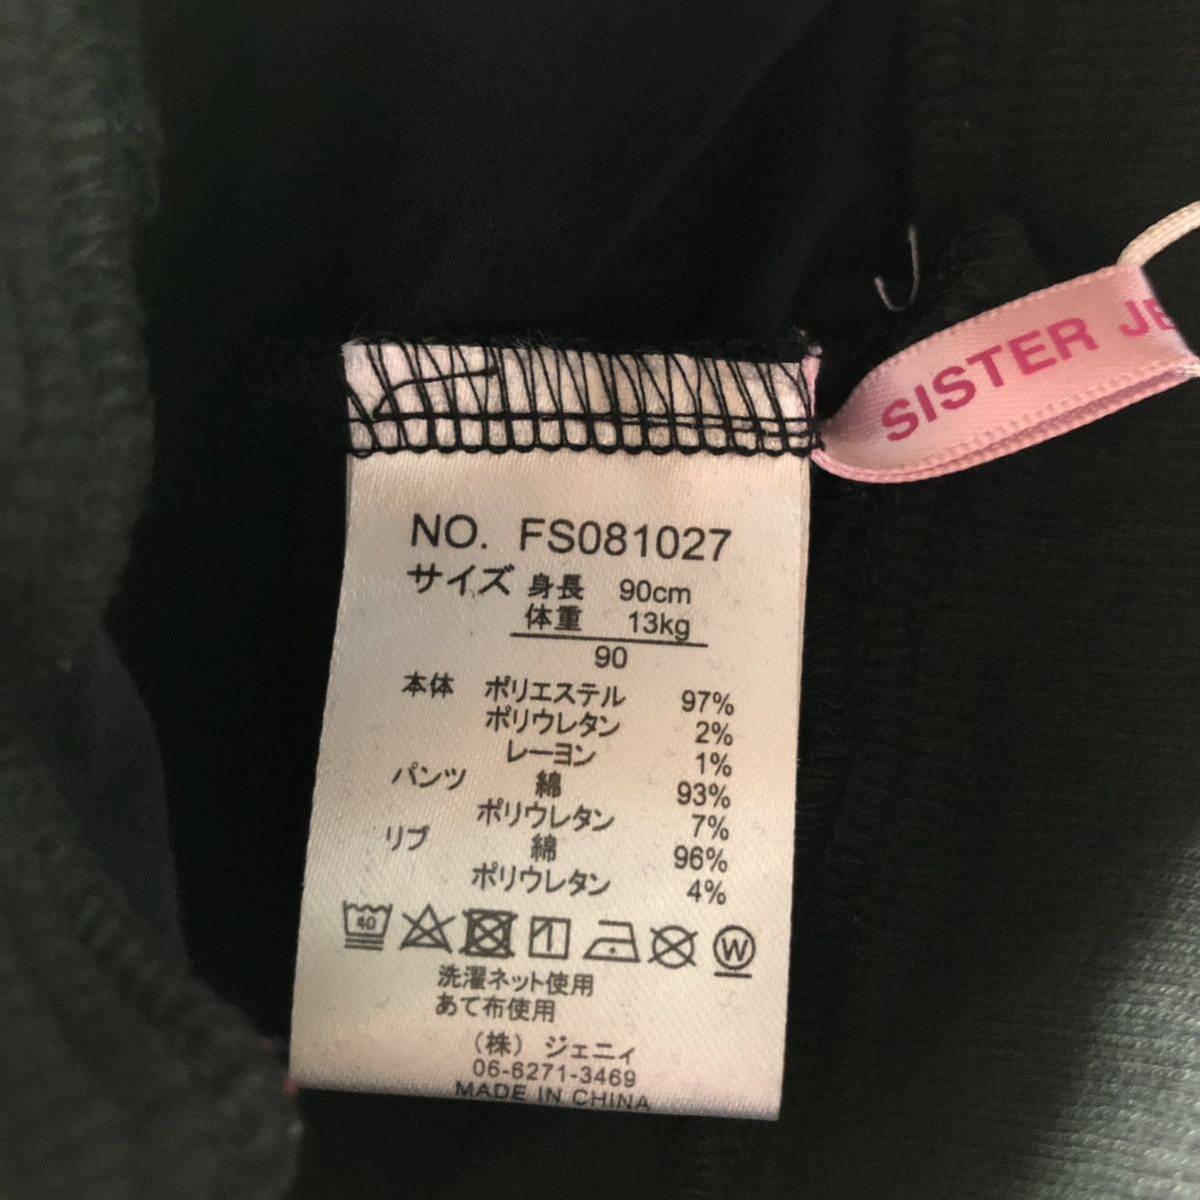 SISTER JE
NO. FS081027
サイズ 身長 90cm
体重 13kg
90
本体 ポリエステル 97%
ポリウレタン 2%
レーヨン 1%
パンツ 綿 93%
ポリウレタン 7%
リブ 綿 96%
ポリウレタン 4%
40
W
洗濯ネット使用
あて布使用
(株) ジェニィ
06-6271-3469
MADE IN CHINA